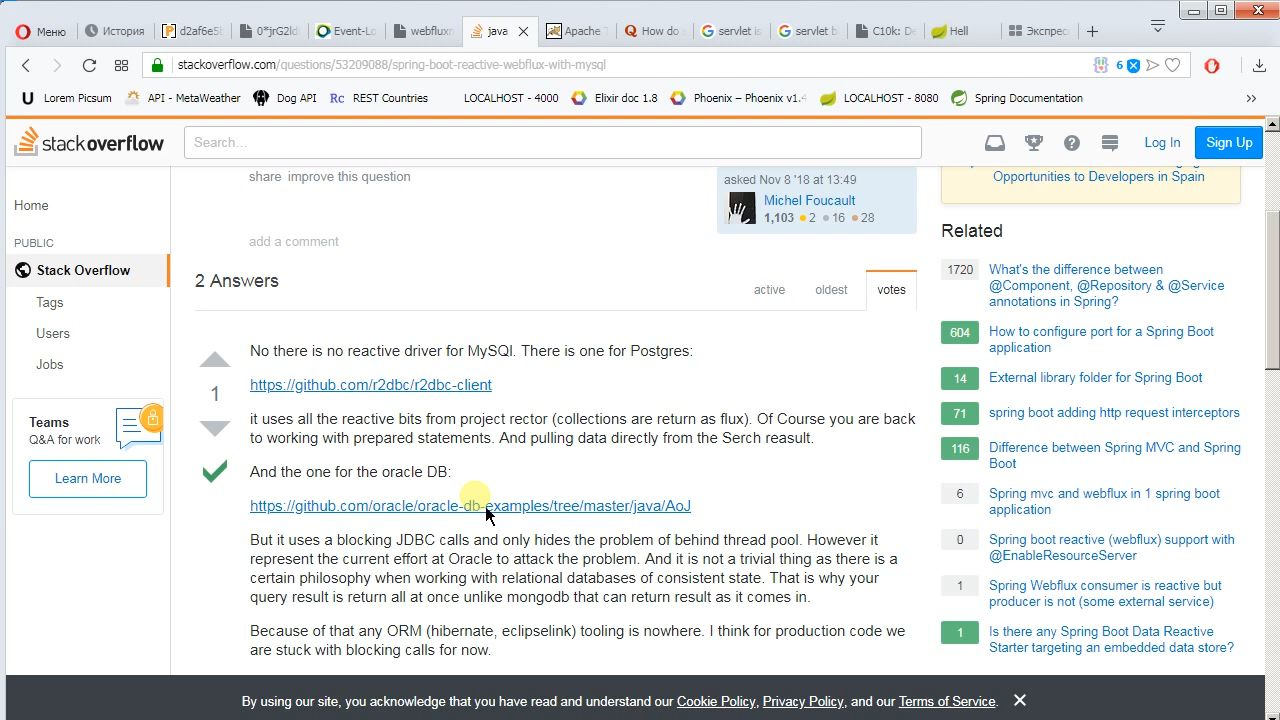 Меню
История
d2af6e5
0*jrG2ld
Event-Lo
webflux
java
Apache
How do
servlet is
servlet b
C10k: De
Hell
Экспрес
stackoverflow.com/questions/53209088/spring-boot-reactive-webflux-with-mysql
6
Lorem Picsum
API - MetaWeather
Dog API
Rc REST Countries
LOCALHOST - 4000
Elixir doc 1.8
Phoenix – Phoenix v1.4
LOCALHOST - 8080
Spring Documentation
stackoverflow
Search...
Log In
Sign Up
Home
PUBLIC
Stack Overflow
Tags
Users
Jobs
Teams
Q&A for work
Learn More
share improve this question
asked Nov 8 '18 at 13:49
Michel Foucault
1,103 2 16 28
add a comment
2 Answers
active
oldest
votes
1
No there is no reactive driver for MySQl. There is one for Postgres:
https://github.com/r2dbc/r2dbc-client
it uses all the reactive bits from project rector (collections are return as flux). Of Course you are back
to working with prepared statements. And pulling data directly from the Serch reasult.
And the one for the oracle DB:
https://github.com/oracle/oracle-db-examples/tree/master/java/AoJ
But it uses a blocking JDBC calls and only hides the problem of behind thread pool. However it
represent the current effort at Oracle to attack the problem. And it is not a trivial thing as there is a
certain philosophy when working with relational databases of consistent state. That is why your
query result is return all at once unlike mongodb that can return result as it comes in.
Because of that any ORM (hibernate, eclipselink) tooling is nowhere. I think for production code we
are stuck with blocking calls for now.
Opportunities to Developers in Spain
Related
1720 What's the difference between
@Component, @Repository & @Service
annotations in Spring?
604 How to configure port for a Spring Boot
application
14 External library folder for Spring Boot
71 spring boot adding http request interceptors
116 Difference between Spring MVC and Spring
Boot
6 Spring mvc and webflux in 1 spring boot
application
0 Spring boot reactive (webflux) support with
@EnableResourceServer
1 Spring Webflux consumer is reactive but
producer is not (some external service)
1 Is there any Spring Boot Data Reactive
Starter targeting an embedded data store?
By using our site, you acknowledge that you have read and understand our Cookie Policy, Privacy Policy, and our Terms of Service.